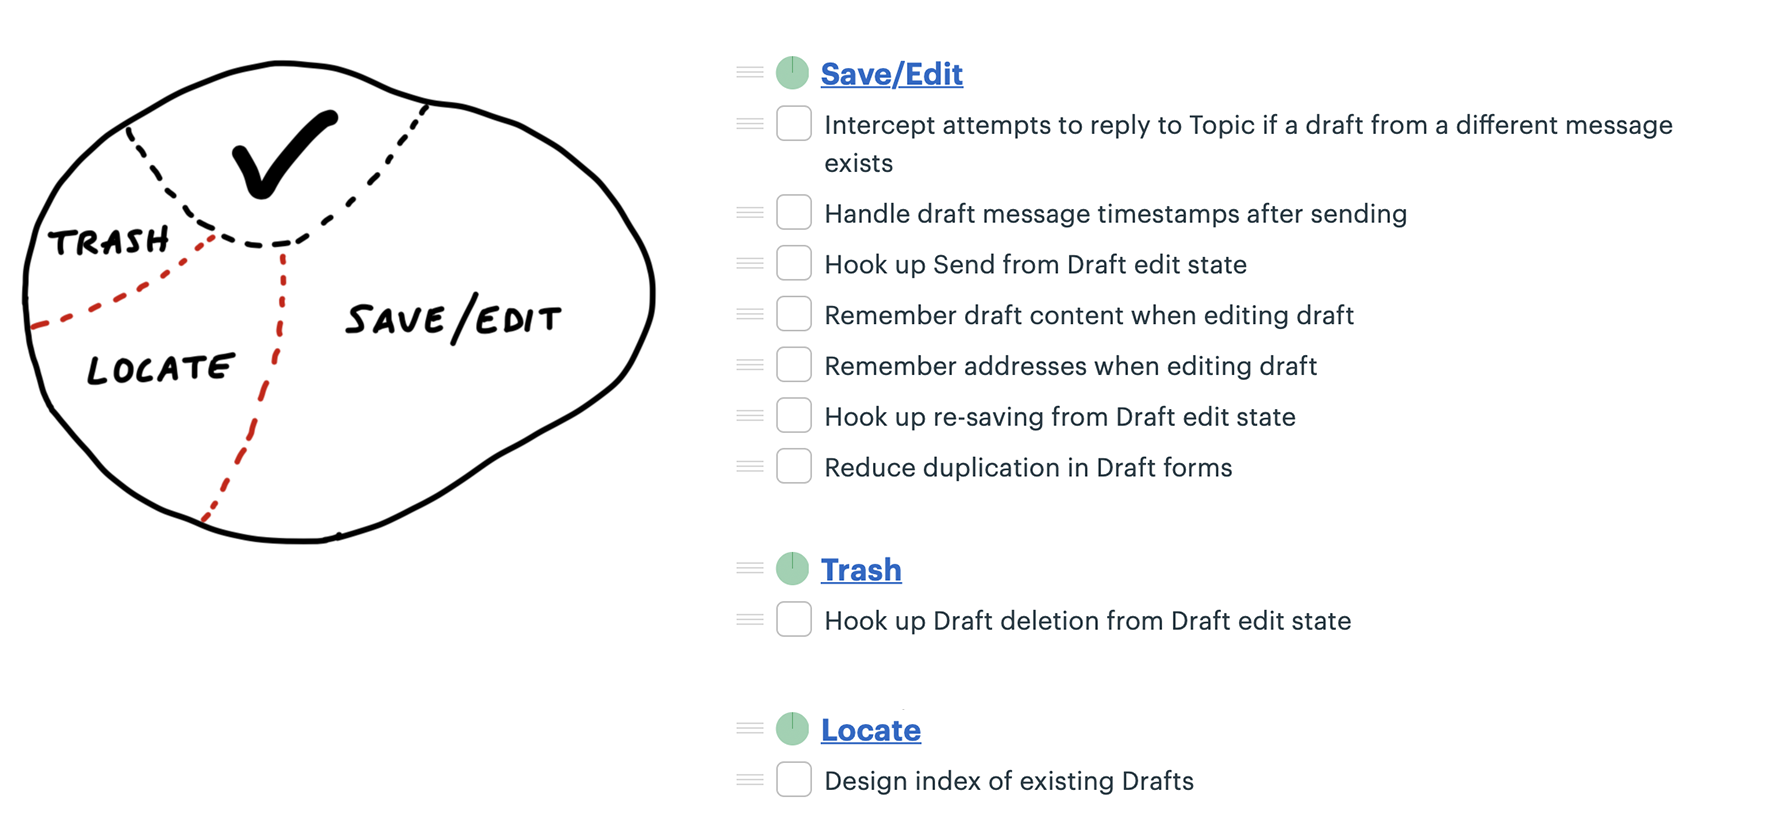 TRASH
LOCATE
SAVE/EDIT
Save/Edit
Intercept attempts to reply to Topic if a draft from a different message
exists
Handle draft message timestamps after sending
Hook up Send from Draft edit state
Remember draft content when editing draft
Remember addresses when editing draft
Hook up re-saving from Draft edit state
Reduce duplication in Draft forms
Trash
Hook up Draft deletion from Draft edit state
Locate
Design index of existing Drafts